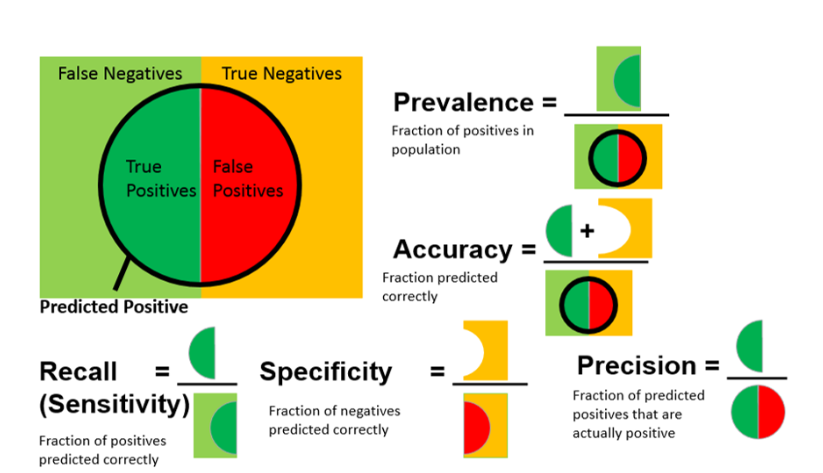 False Negatives
True Negatives
True
Positives
False
Positives
Predicted Positive
Prevalence =
Fraction of positives in
population
Accuracy =
+
Fraction predicted
correctly
Recall =
(Sensitivity)
Fraction of positives
predicted correctly
Specificity =
Fraction of negatives
predicted correctly
Precision =
Fraction of predicted
positives that are
actually positive